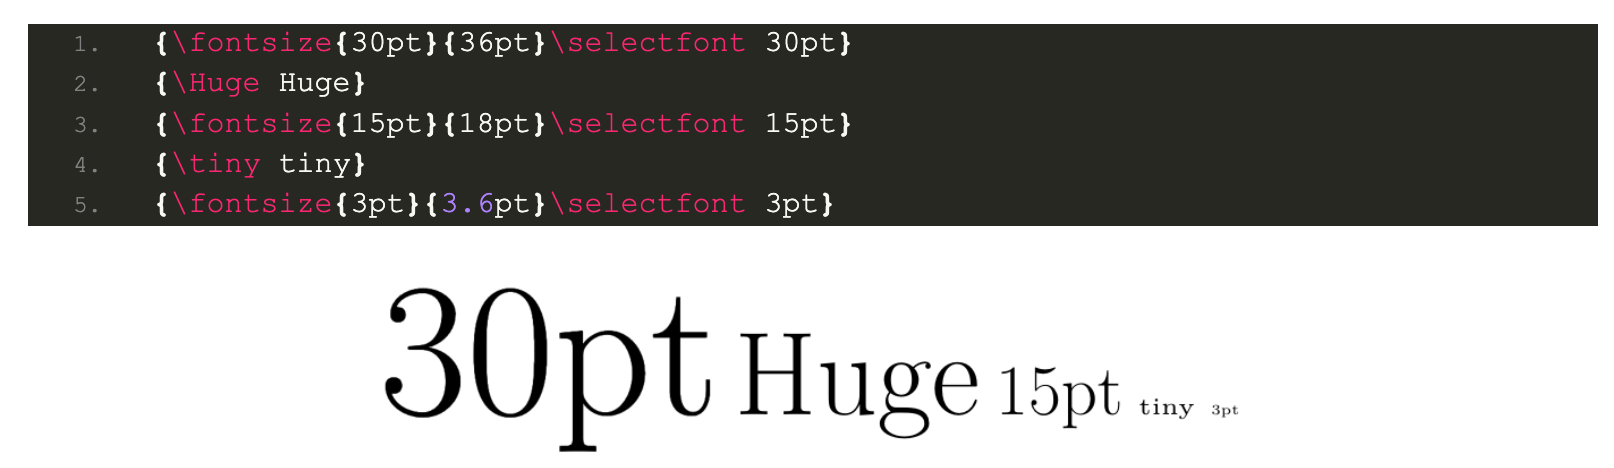 1. {\fontsize{30pt}{36pt}\selectfont 30pt}
2. {\Huge Huge}
3. {\fontsize{15pt}{18pt}\selectfont 15pt}
4. {\tiny tiny}
5. {\fontsize{3pt}{3.6pt}\selectfont 3pt}
30pt Huge 15pt tiny 3pt